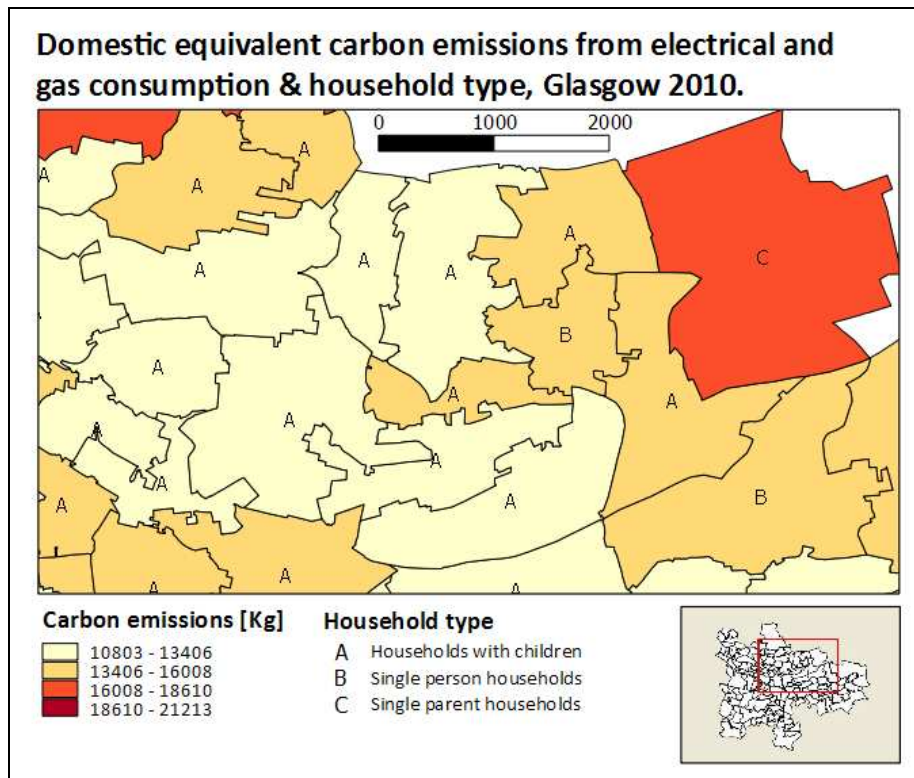 Domestic equivalent carbon emissions from electrical and
gas consumption & household type, Glasgow 2010.
0 1000 2000
A
A
A
A
A
A
A
C
B
A
A
A
A
A
A
A
A
A
B
A
A
A
A
Carbon emissions [Kg]
10803 - 13406
13406 - 16008
16008 - 18610
18610 - 21213
Household type
A Households with children
B Single person households
C Single parent households